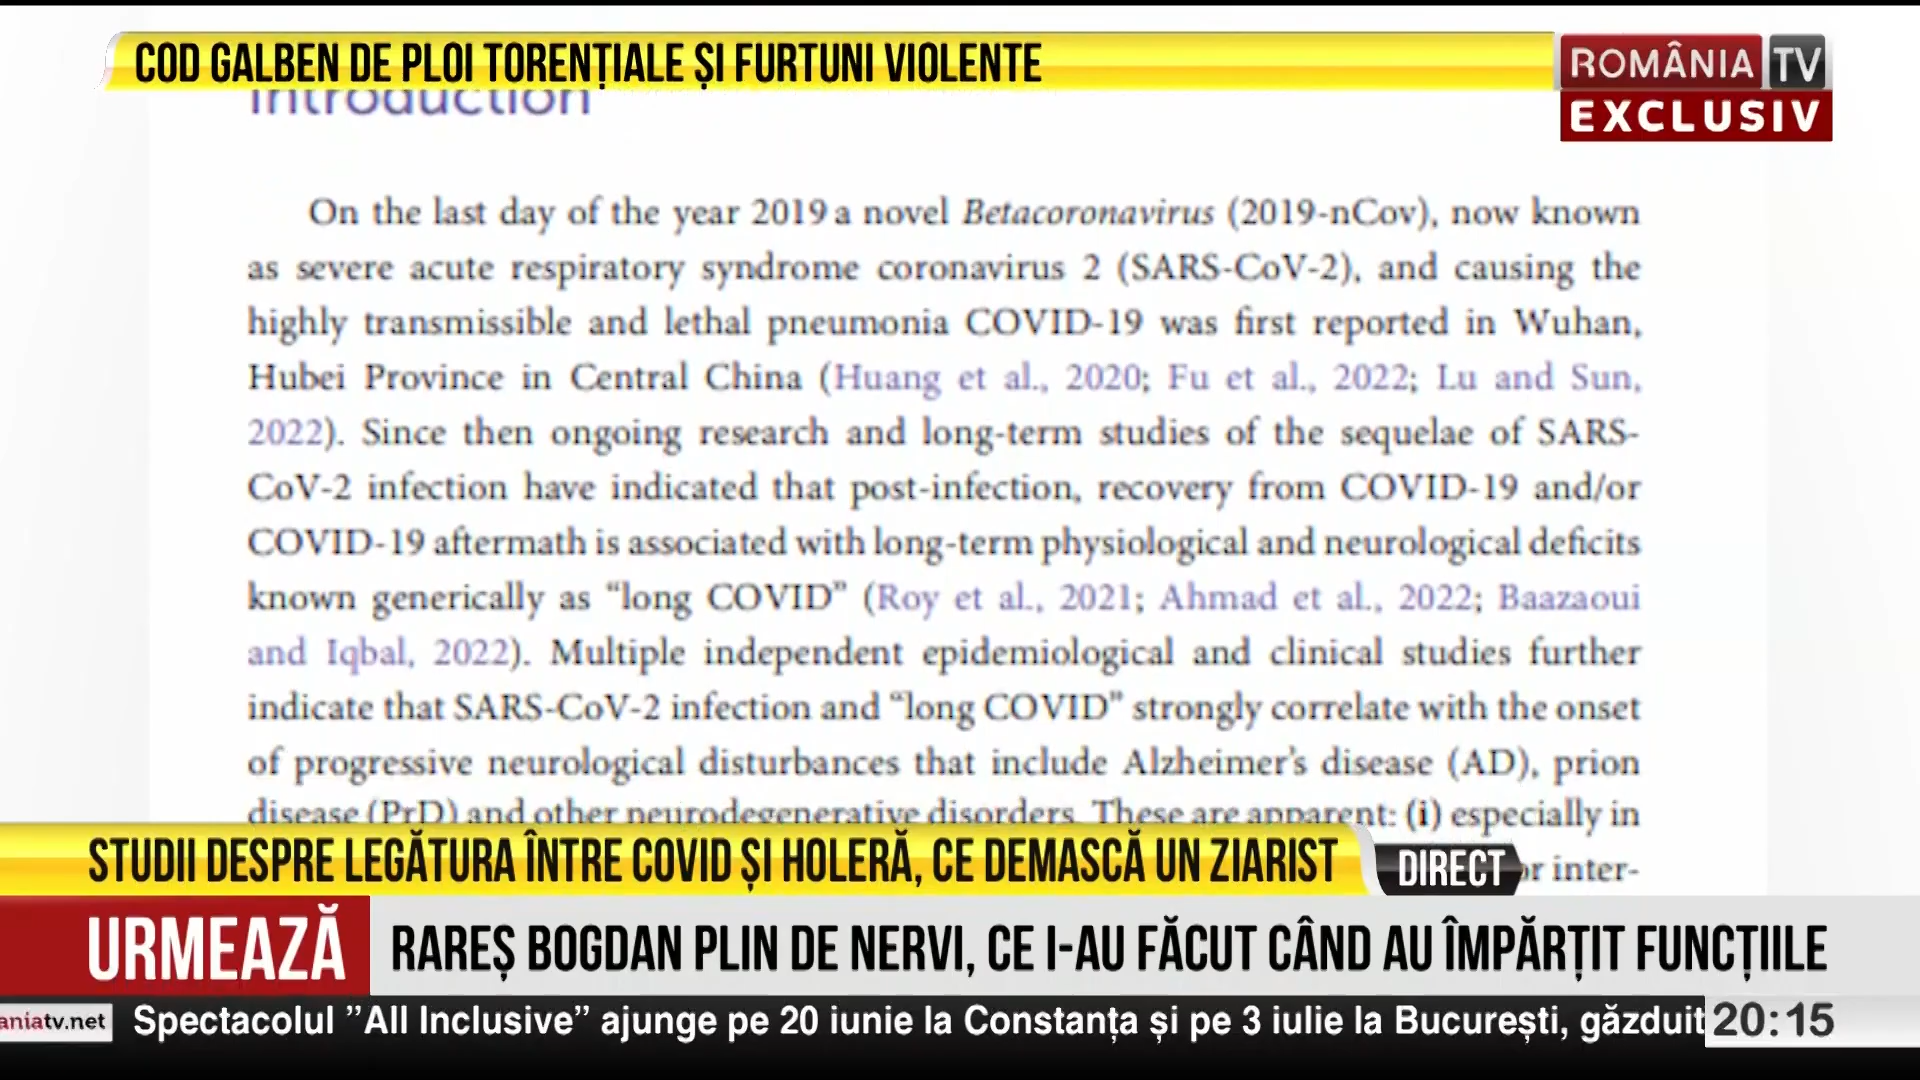 COD GALBEN DE PLOI TORENȚIALE ȘI FURTUNI VIOLENTE
ROMÂNIA TV
EXCLUSIV
Introduction
On the last day of the year 2019 a novel Betacoronavirus (2019-nCov), now known
as severe acute respiratory syndrome coronavirus 2 (SARS-CoV-2), and causing the
highly transmissible and lethal pneumonia COVID-19 was first reported in Wuhan,
Hubei Province in Central China (Huang et al., 2020; Fu et al., 2022; Lu and Sun,
2022). Since then ongoing research and long-term studies of the sequelae of SARS-
CoV-2 infection have indicated that post-infection, recovery from COVID-19 and/or
COVID-19 aftermath is associated with long-term physiological and neurological deficits
known generically as “long COVID” (Roy et al., 2021; Ahmad et al., 2022; Baazaoui
and Iqbal, 2022). Multiple independent epidemiological and clinical studies further
indicate that SARS-CoV-2 infection and “long COVID” strongly correlate with the onset
of progressive neurological disturbances that include Alzheimer’s disease (AD), prion
disease (PrD) and other neurodegenerative disorders. These are apparent: (i) especially in
or inter-
STUDII DESPRE LEGĂTURA ÎNTRE COVID ȘI HOLERĂ, CE DEMASCĂ UN ZIARIST
DIRECT
URMEAZĂ
RAREȘ BOGDAN PLIN DE NERVI, CE I-AU FĂCUT CÂND AU ÎMPĂRȚIT FUNCȚIILE
aniatv.net
Spectacolul ”All Inclusive” ajunge pe 20 iunie la Constanța și pe 3 iulie la București, găzduit
20:15